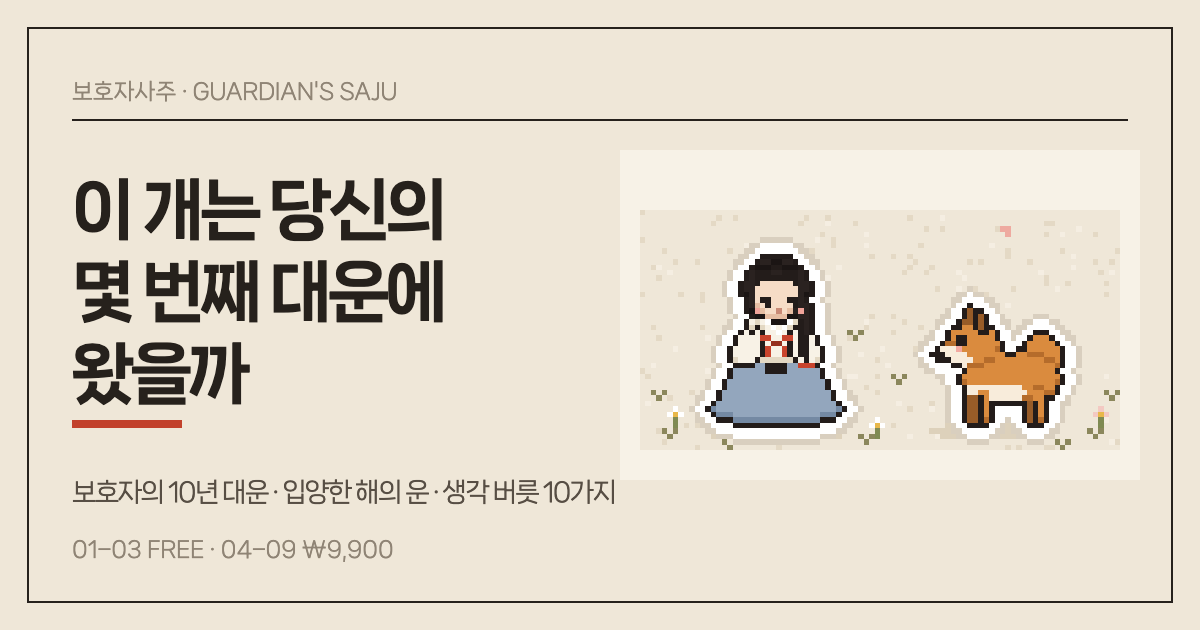 보호자사주 · GUARDIAN'S SAJU
이 개는 당신의
몇 번째 대운에
왔을까
보호자의 10년 대운 · 입양한 해의 운 · 생각 버릇 10가지
01–03 FREE · 04–09 ₩9,900